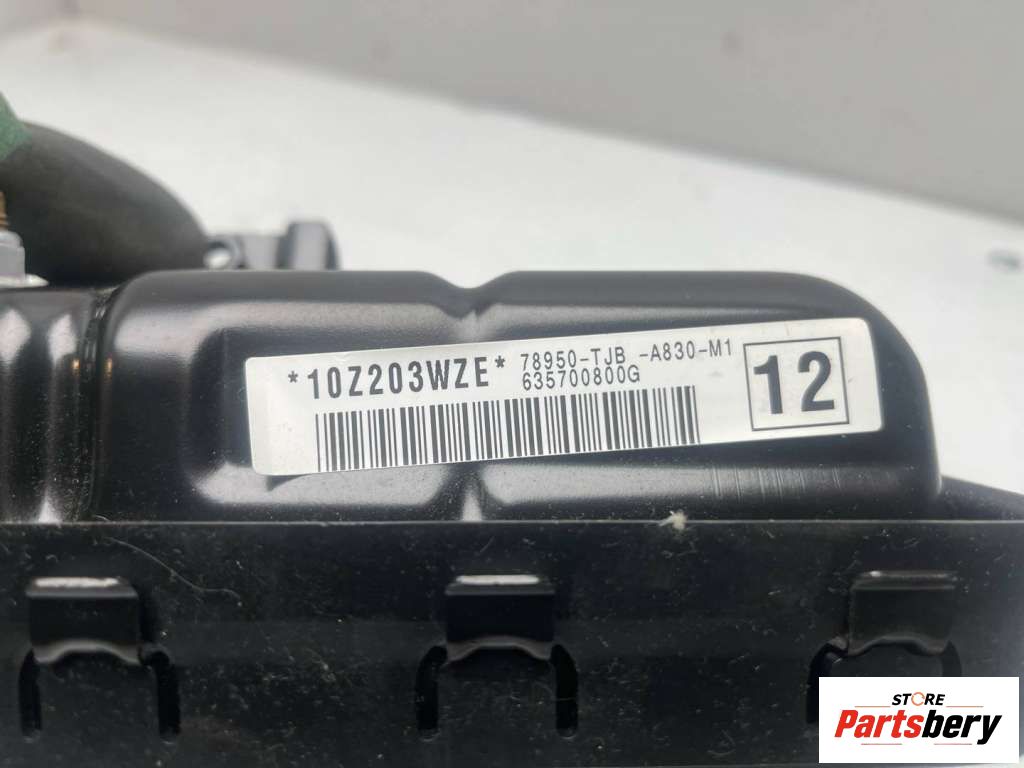 *10Z203WZE* 78950-TJB -A830-M1
635700800G
12
STORE
Partsbery